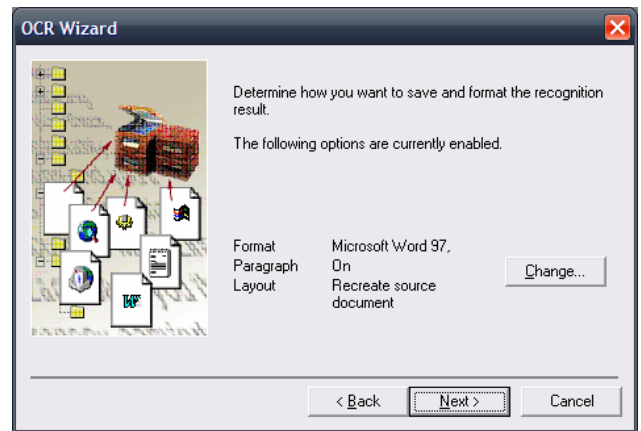 OCR Wizard
Determine how you want to save and format the recognition
result.
The following options are currently enabled.
Format Microsoft Word 97,
Paragraph On
Layout Recreate source
document
Change...
< Back Next > Cancel